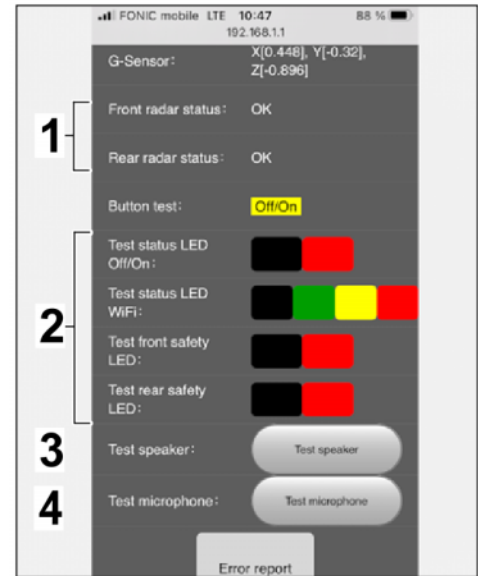 FONIC mobile LTE 10:47 88 %
192.168.1.1
G-Sensor: X[0.448], Y[-0.32],
Z[-0.896]
1
Front radar status: OK
Rear radar status: OK
Button test: Off/On
2
Test status LED
Off/On:
Test status LED
WiFi:
Test front safety
LED:
Test rear safety
LED:
3 Test speaker: Test speaker
4 Test microphone: Test microphone
Error report